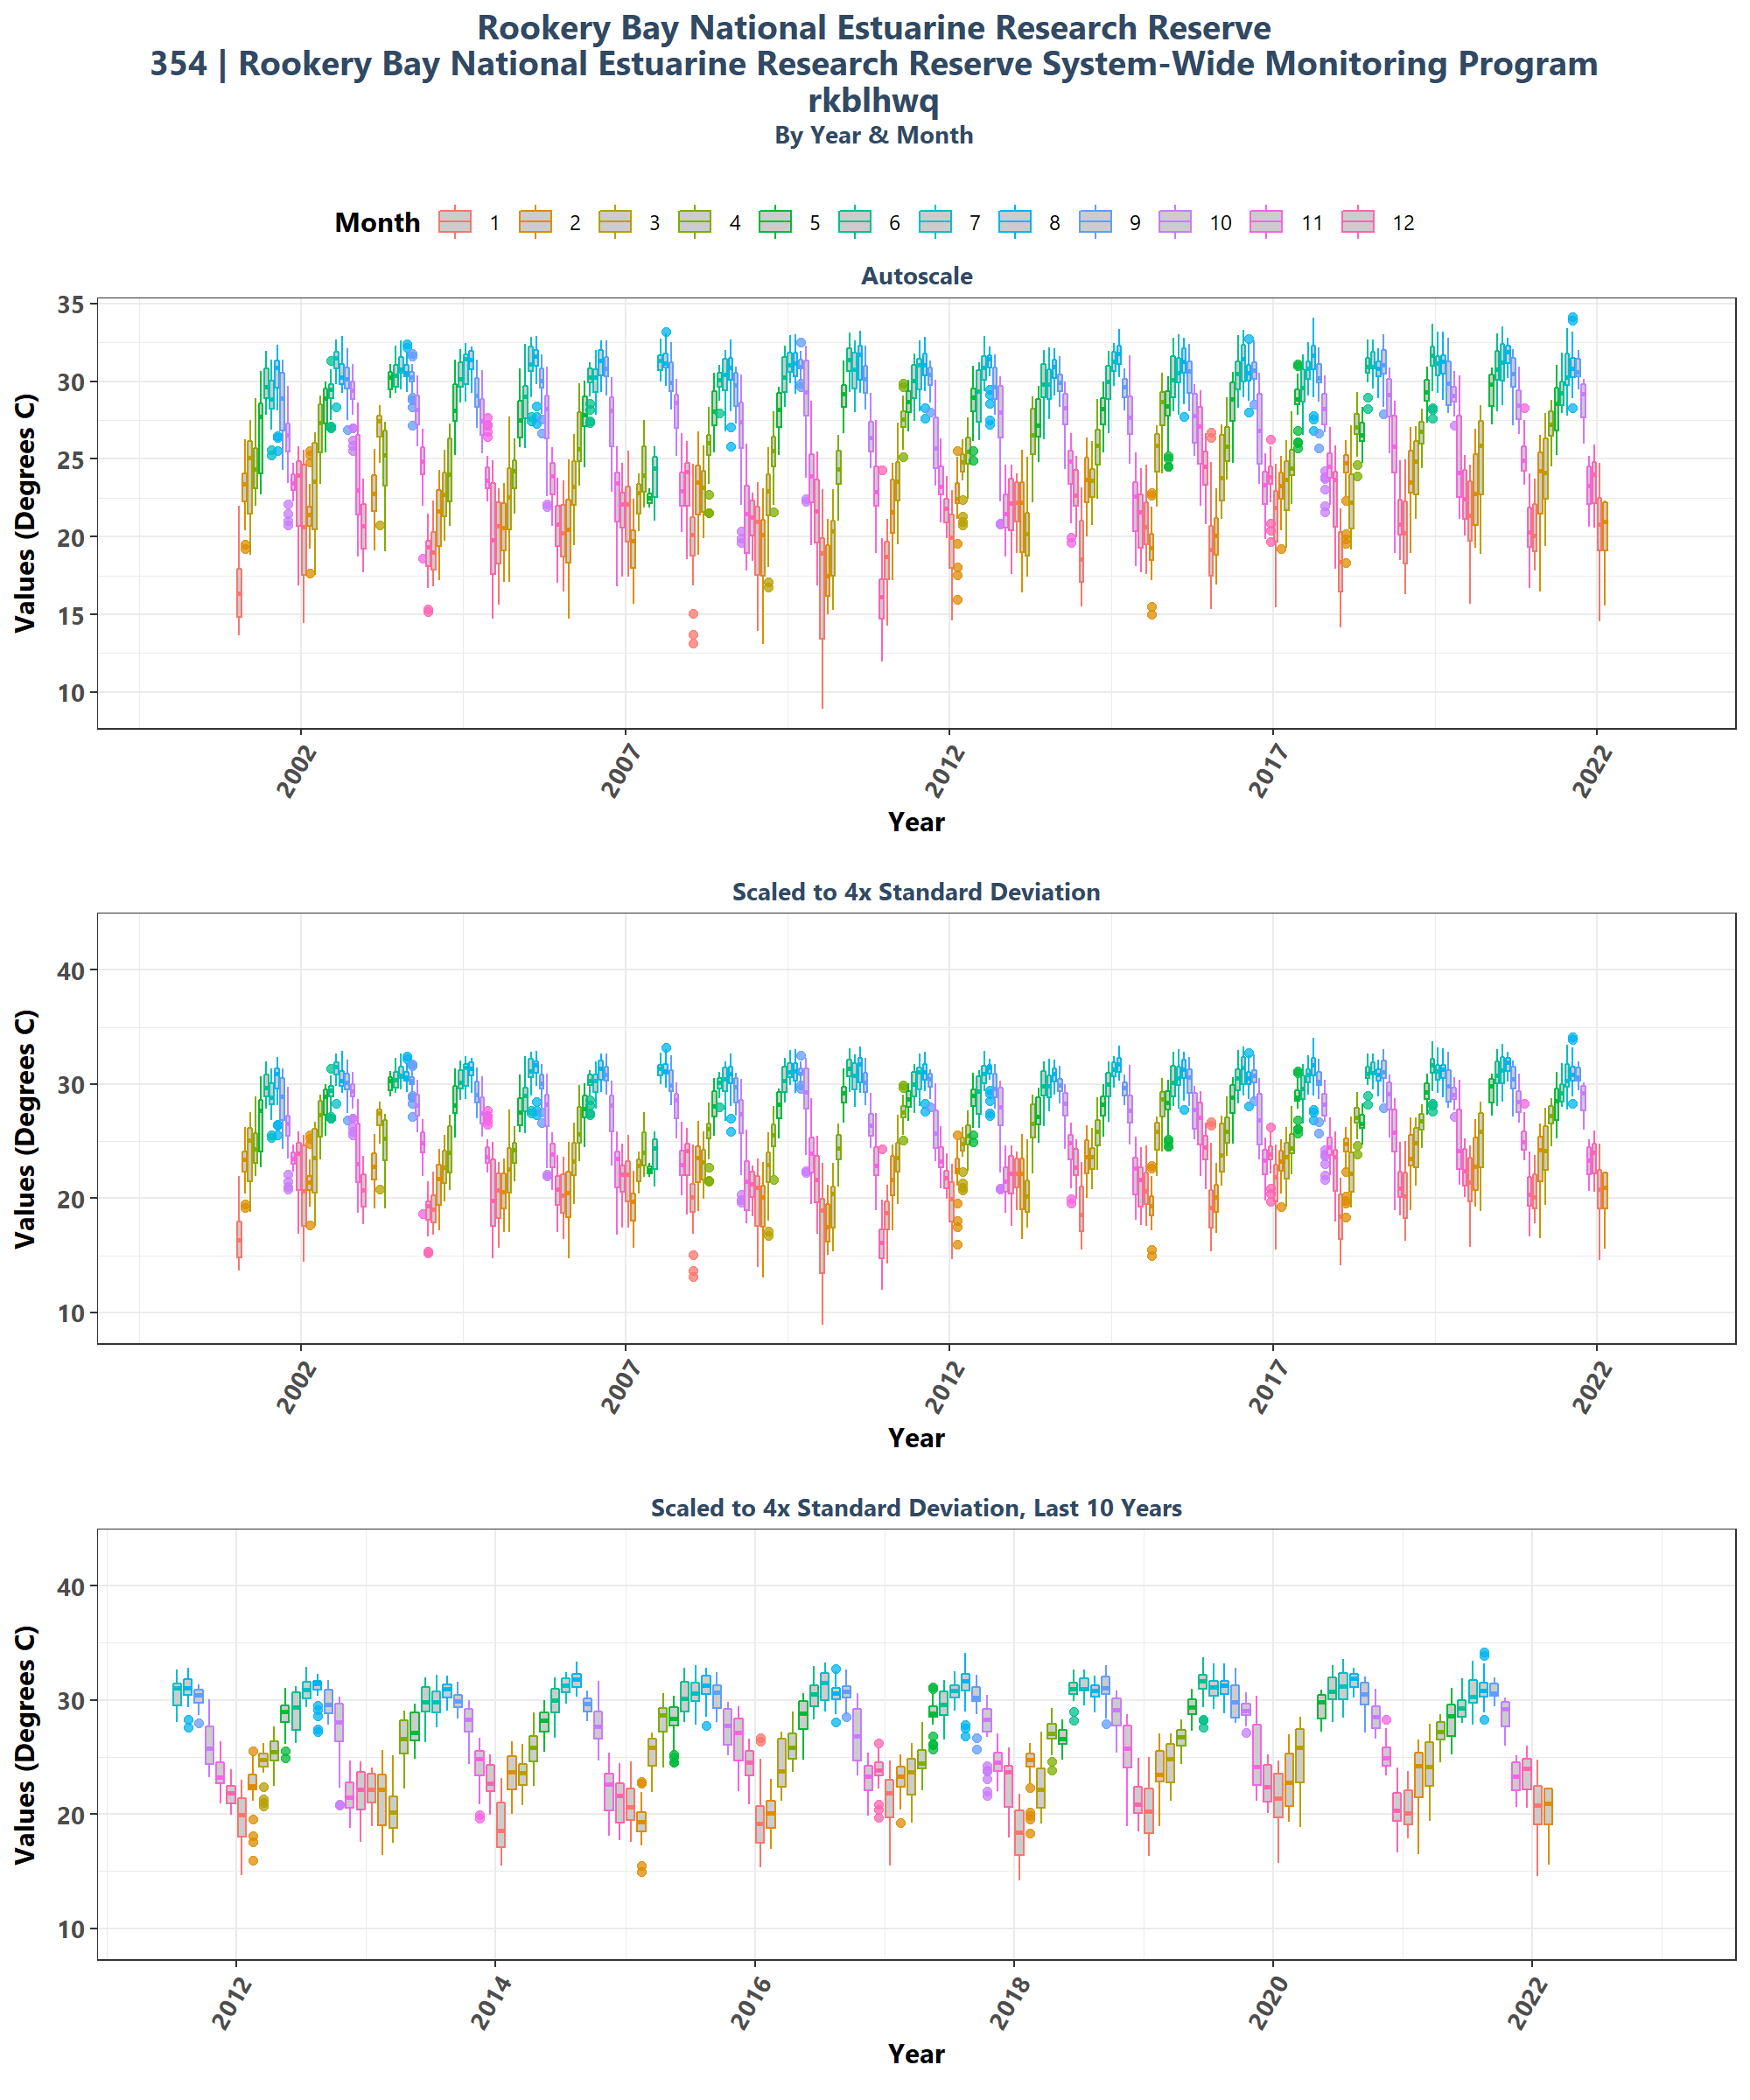 Rookery Bay National Estuarine Research Reserve
354 | Rookery Bay National Estuarine Research Reserve System-Wide Monitoring Program
rkblhwq
By Year & Month
Month 1 2 3 4 5 6 7 8 9 10 11 12
Autoscale
Values (Degrees C)
35
30
25
20
15
10
2002 2007 2012 2017 2022
Year
Scaled to 4x Standard Deviation
Values (Degrees C)
40
30
20
10
2002 2007 2012 2017 2022
Year
Scaled to 4x Standard Deviation, Last 10 Years
Values (Degrees C)
40
30
20
10
2012 2014 2016 2018 2020 2022
Year